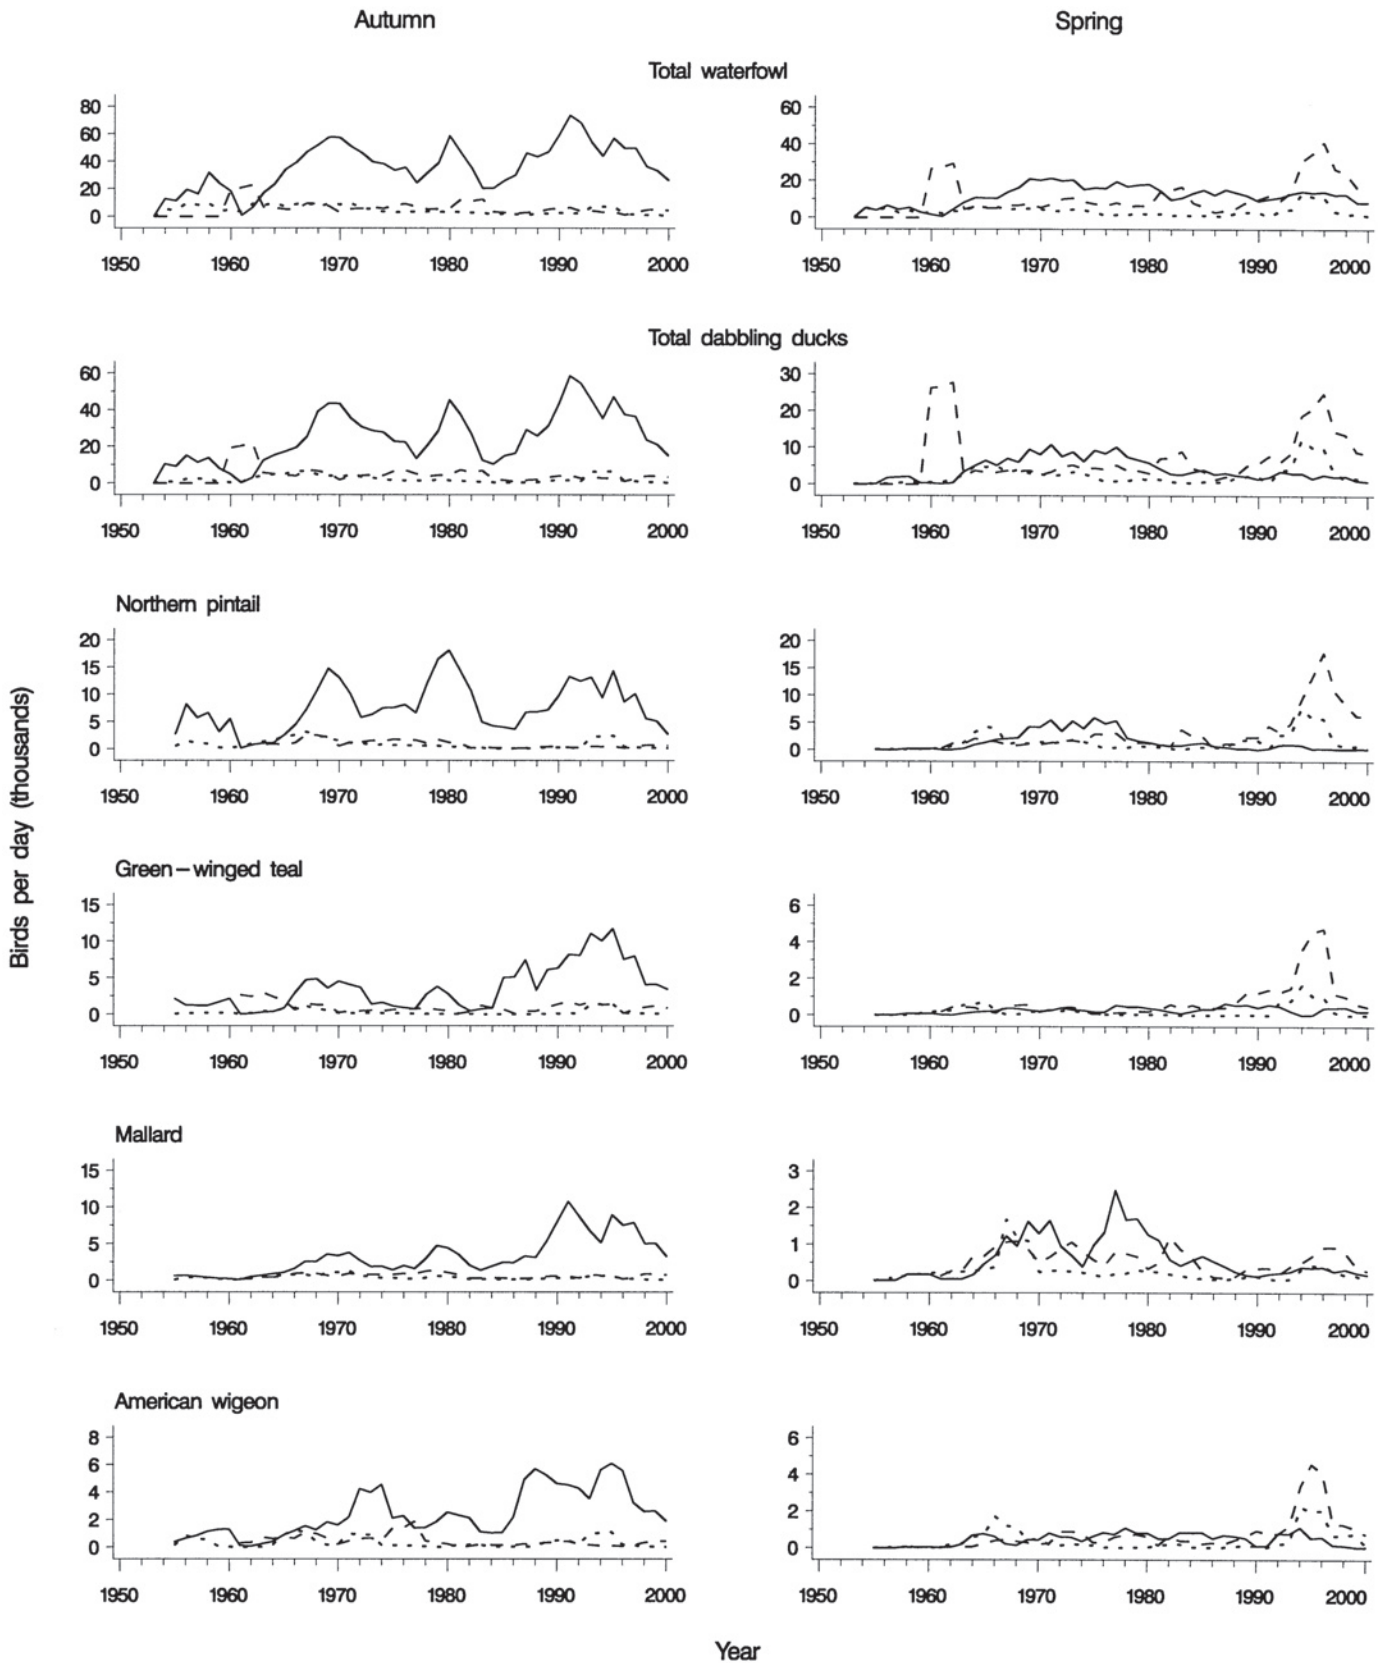 Autumn
Spring
Total waterfowl
80
60
40
20
0
1950 1960 1970 1980 1990 2000
60
40
20
0
1950 1960 1970 1980 1990 2000
Total dabbling ducks
60
40
20
0
1950 1960 1970 1980 1990 2000
30
20
10
0
1950 1960 1970 1980 1990 2000
Northern pintail
20
15
10
5
0
1950 1960 1970 1980 1990 2000
20
15
10
5
0
1950 1960 1970 1980 1990 2000
Birds per day (thousands)
Green-winged teal
15
10
5
0
1950 1960 1970 1980 1990 2000
6
4
2
0
1950 1960 1970 1980 1990 2000
Mallard
15
10
5
0
1950 1960 1970 1980 1990 2000
3
2
1
0
1950 1960 1970 1980 1990 2000
American wigeon
8
6
4
2
0
1950 1960 1970 1980 1990 2000
6
4
2
0
1950 1960 1970 1980 1990 2000
Year